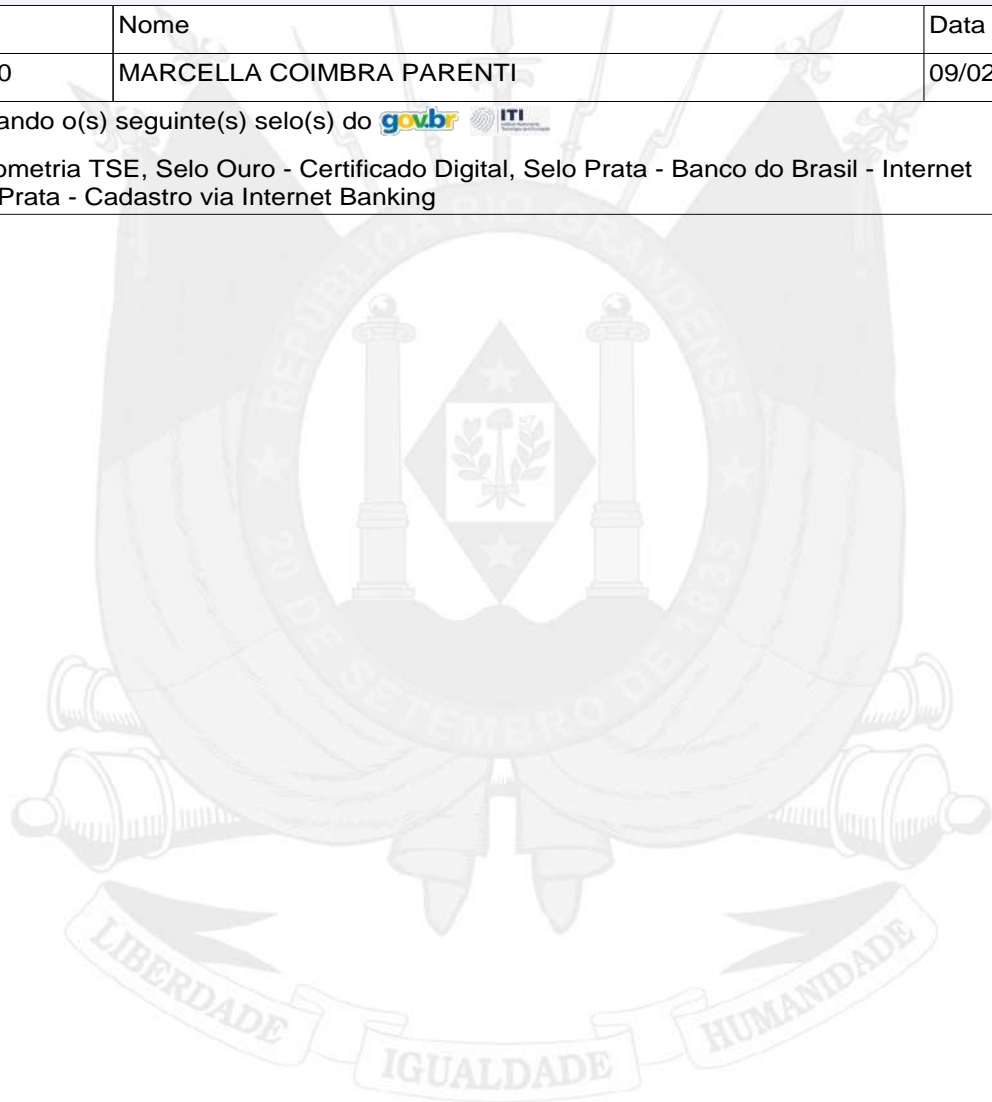 Nome Data
0 MARCELLA COIMBRA PARENTI 09/02
ando o(s) seguinte(s) selo(s) do gov.br ITI
ometria TSE, Selo Ouro - Certificado Digital, Selo Prata - Banco do Brasil - Internet
Prata - Cadastro via Internet Banking
REPÚBLICA RIO GRANDENSE
20 DE SETEMBRO DE 1835
LIBERDADE IGUALDADE HUMANIDADE